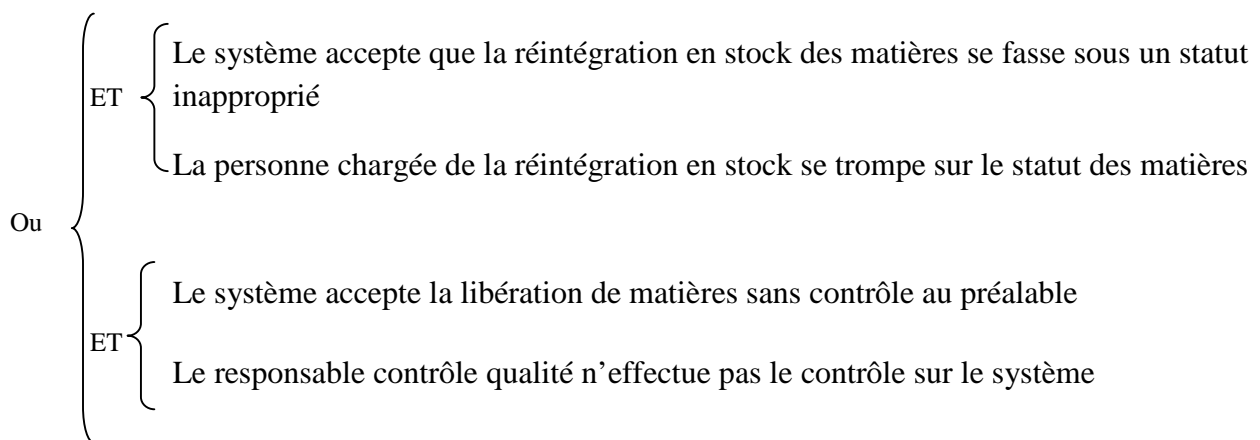 Le système accepte que la réintégration en stock des matières se fasse sous un statut
ET
inapproprié
La personne chargée de la réintégration en stock se trompe sur le statut des matières
Ou
Le système accepte la libération de matières sans contrôle au préalable
ET
Le responsable contrôle qualité n’effectue pas le contrôle sur le système